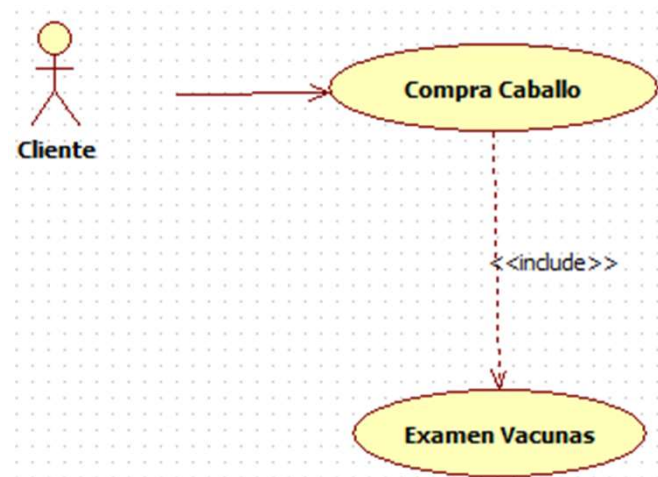 Compra Caballo
Cliente
<<include>>
Examen Vacunas